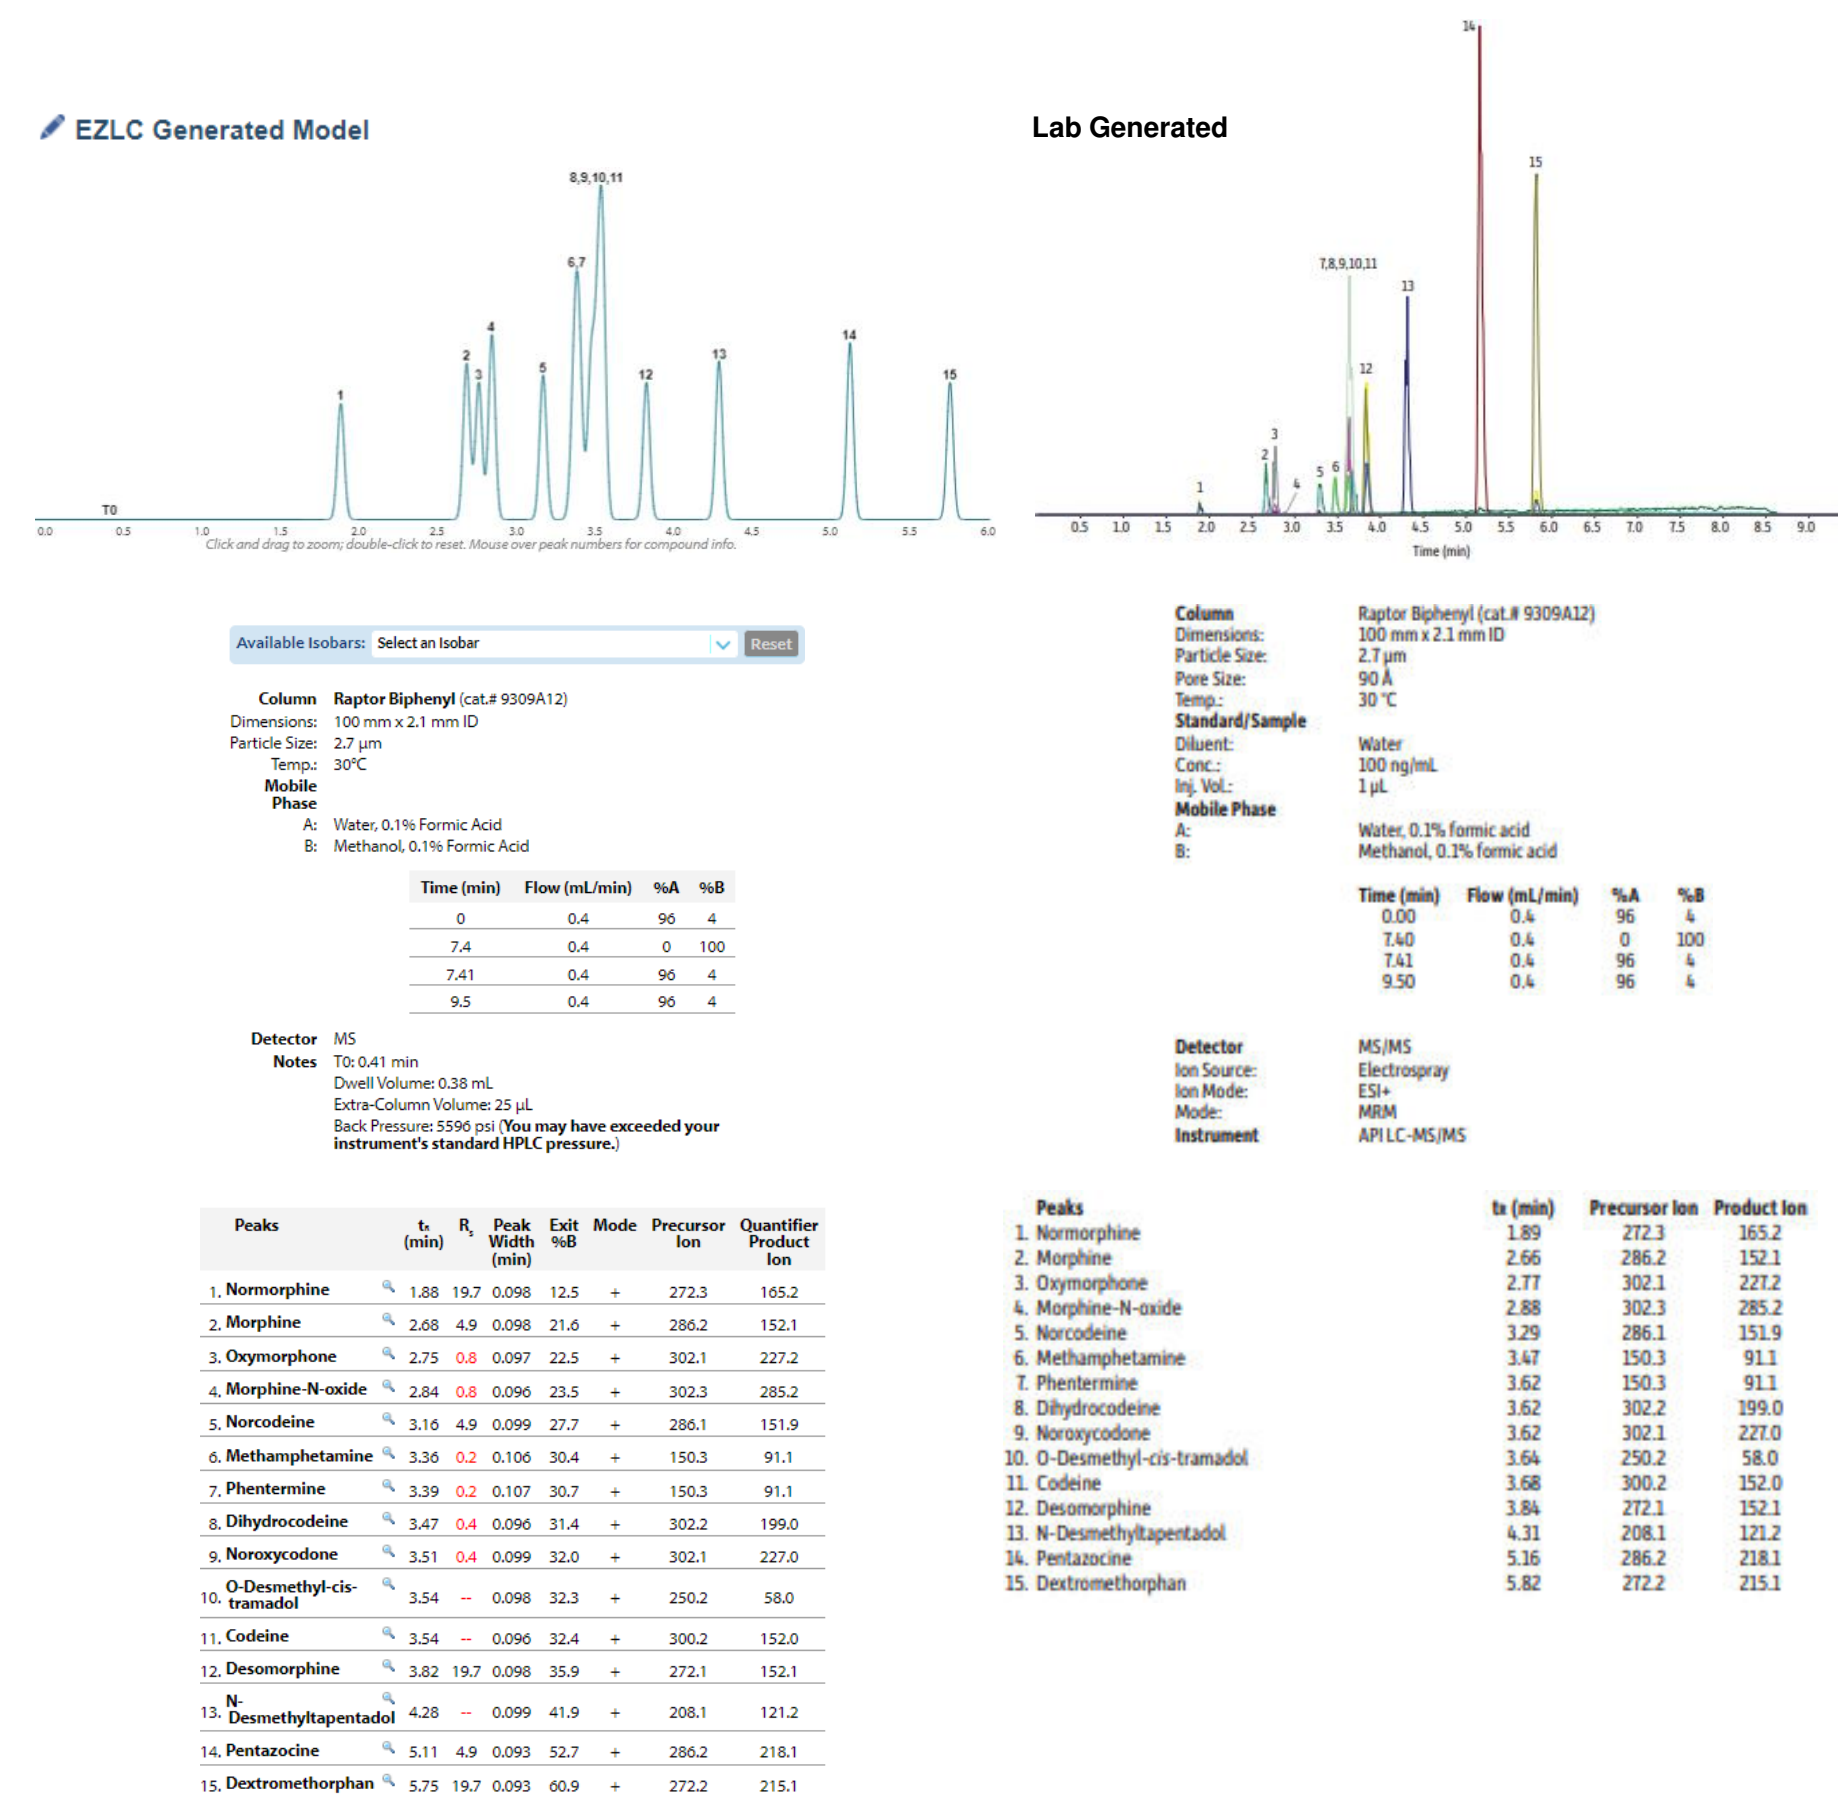 EZLC Generated Model
8,9,10,11
6,7
4
2
3
5
14
13
12
15
1
T0
0.0 0.5 1.0 1.5 2.0 2.5 3.0 3.5 4.0 4.5 5.0 5.5 6.0
Click and drag to zoom; double-click to reset. Mouse over peak numbers for compound info.
Available Isobars: Select an Isobar Reset
Column Raptor Biphenyl (cat.# 9309A12)
Dimensions: 100 mm x 2.1 mm ID
Particle Size: 2.7 µm
Temp.: 30°C
Mobile
Phase
A: Water, 0.1% Formic Acid
B: Methanol, 0.1% Formic Acid
Time (min) Flow (mL/min) %A %B
0 0.4 96 4
7.4 0.4 0 100
7.41 0.4 96 4
9.5 0.4 96 4
Detector MS
Notes T0: 0.41 min
Dwell Volume: 0.38 mL
Extra-Column Volume: 25 µL
Back Pressure: 5596 psi (You may have exceeded your
instrument's standard HPLC pressure.)
Peaks tR (min) Rs Peak Width (min) Exit %B Mode Precursor Ion Quantifier Product Ion
1. Normorphine 1.88 19.7 0.098 12.5 + 272.3 165.2
2. Morphine 2.68 4.9 0.098 21.6 + 286.2 152.1
3. Oxymorphone 2.75 0.8 0.097 22.5 + 302.1 227.2
4. Morphine-N-oxide 2.84 0.8 0.096 23.5 + 302.3 285.2
5. Norcodeine 3.16 4.9 0.099 27.7 + 286.1 151.9
6. Methamphetamine 3.36 0.2 0.106 30.4 + 150.3 91.1
7. Phentermine 3.39 0.2 0.107 30.7 + 150.3 91.1
8. Dihydrocodeine 3.47 0.4 0.096 31.4 + 302.2 199.0
9. Noroxycodone 3.51 0.4 0.099 32.0 + 302.1 227.0
10. O-Desmethyl-cis-tramadol 3.54 -- 0.098 32.3 + 250.2 58.0
11. Codeine 3.54 -- 0.096 32.4 + 300.2 152.0
12. Desomorphine 3.82 19.7 0.098 35.9 + 272.1 152.1
13. N-Desmethyltapentadol 4.28 -- 0.099 41.9 + 208.1 121.2
14. Pentazocine 5.11 4.9 0.093 52.7 + 286.2 218.1
15. Dextromethorphan 5.75 19.7 0.093 60.9 + 272.2 215.1
Lab Generated
14
15
7,8,9,10,11
13
12
3
2
5 6
4
1
0.5 1.0 1.5 2.0 2.5 3.0 3.5 4.0 4.5 5.0 5.5 6.0 6.5 7.0 7.5 8.0 8.5 9.0
Time (min)
Column Raptor Biphenyl (cat.# 9309A12)
Dimensions: 100 mm x 2.1 mm ID
Particle Size: 2.7 µm
Pore Size: 90 Å
Temp.: 30 °C
Standard/Sample
Diluent: Water
Conc.: 100 ng/mL
Inj. Vol.: 1 µL
Mobile Phase
A: Water, 0.1% formic acid
B: Methanol, 0.1% formic acid
Time (min) Flow (mL/min) %A %B
0.00 0.4 96 4
7.40 0.4 0 100
7.41 0.4 96 4
9.50 0.4 96 4
Detector MS/MS
Ion Source: Electrospray
Ion Mode: ESI+
Mode: MRM
Instrument API LC-MS/MS
Peaks tR (min) Precursor Ion Product Ion
1. Normorphine 1.89 272.3 165.2
2. Morphine 2.66 286.2 152.1
3. Oxymorphone 2.77 302.1 227.2
4. Morphine-N-oxide 2.88 302.3 285.2
5. Norcodeine 3.29 286.1 151.9
6. Methamphetamine 3.47 150.3 91.1
7. Phentermine 3.62 150.3 91.1
8. Dihydrocodeine 3.62 302.2 199.0
9. Noroxycodone 3.62 302.1 227.0
10. O-Desmethyl-cis-tramadol 3.64 250.2 58.0
11. Codeine 3.68 300.2 152.0
12. Desomorphine 3.84 272.1 152.1
13. N-Desmethyltapentadol 4.31 208.1 121.2
14. Pentazocine 5.16 286.2 218.1
15. Dextromethorphan 5.82 272.2 215.1